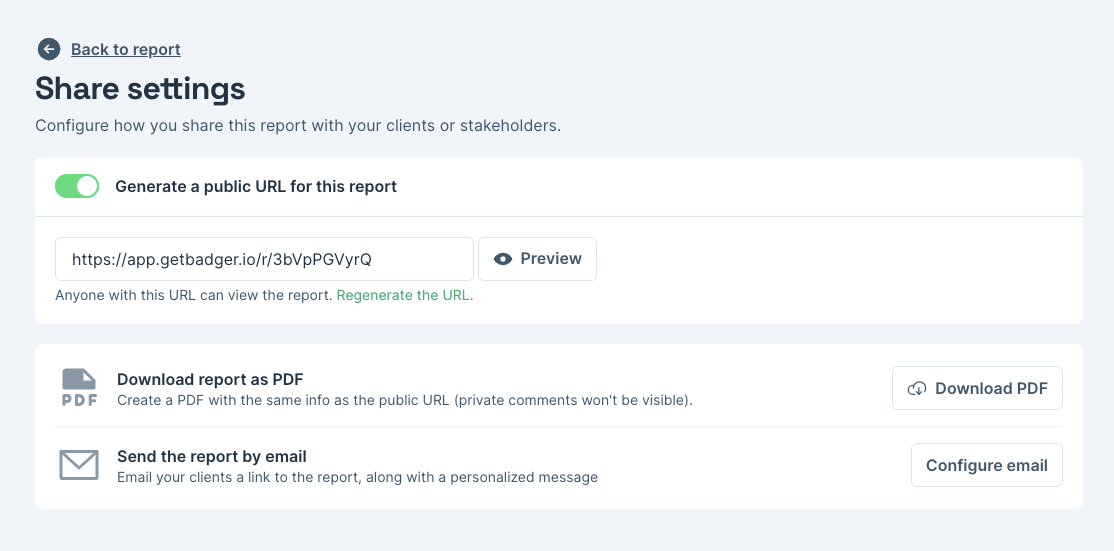 Back to report
Share settings
Configure how you share this report with your clients or stakeholders.
Generate a public URL for this report
https://app.getbadger.io/r/3bVpPGVyrQ
Preview
Anyone with this URL can view the report. Regenerate the URL.
PDF
Download report as PDF
Create a PDF with the same info as the public URL (private comments won't be visible).
Download PDF
Send the report by email
Email your clients a link to the report, along with a personalized message
Configure email